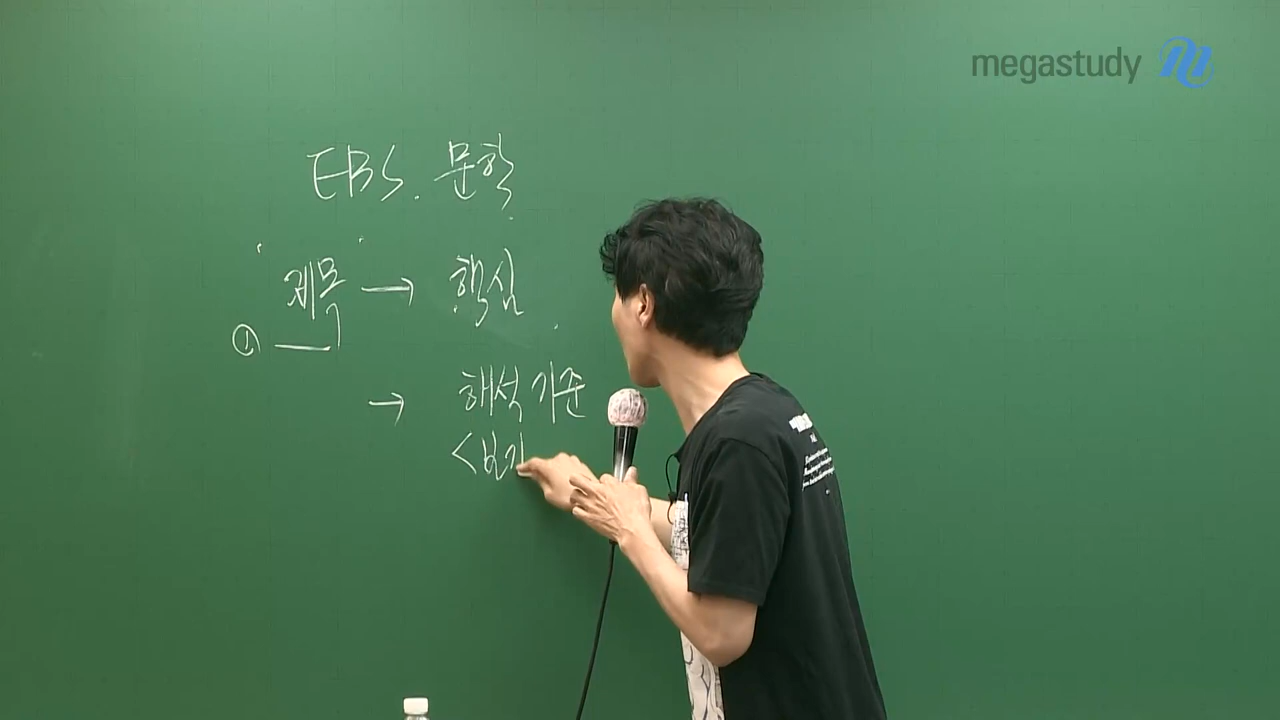 megastudy
EBS. 문학
제목 → 핵심
① —
→ 해석 기준
<보기